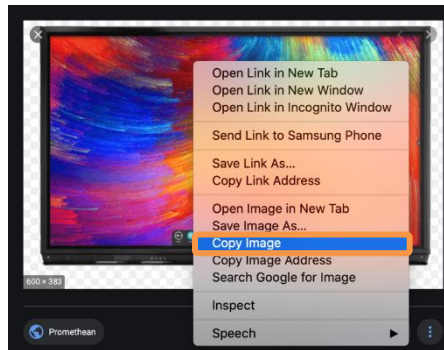 Open Link in New Tab
Open Link in New Window
Open Link in Incognito Window
Send Link to Samsung Phone
Save Link As...
Copy Link Address
Open Image in New Tab
Save Image As...
Copy Image
Copy Image Address
Search Google for Image
Inspect
Speech
600 × 383
Promethean